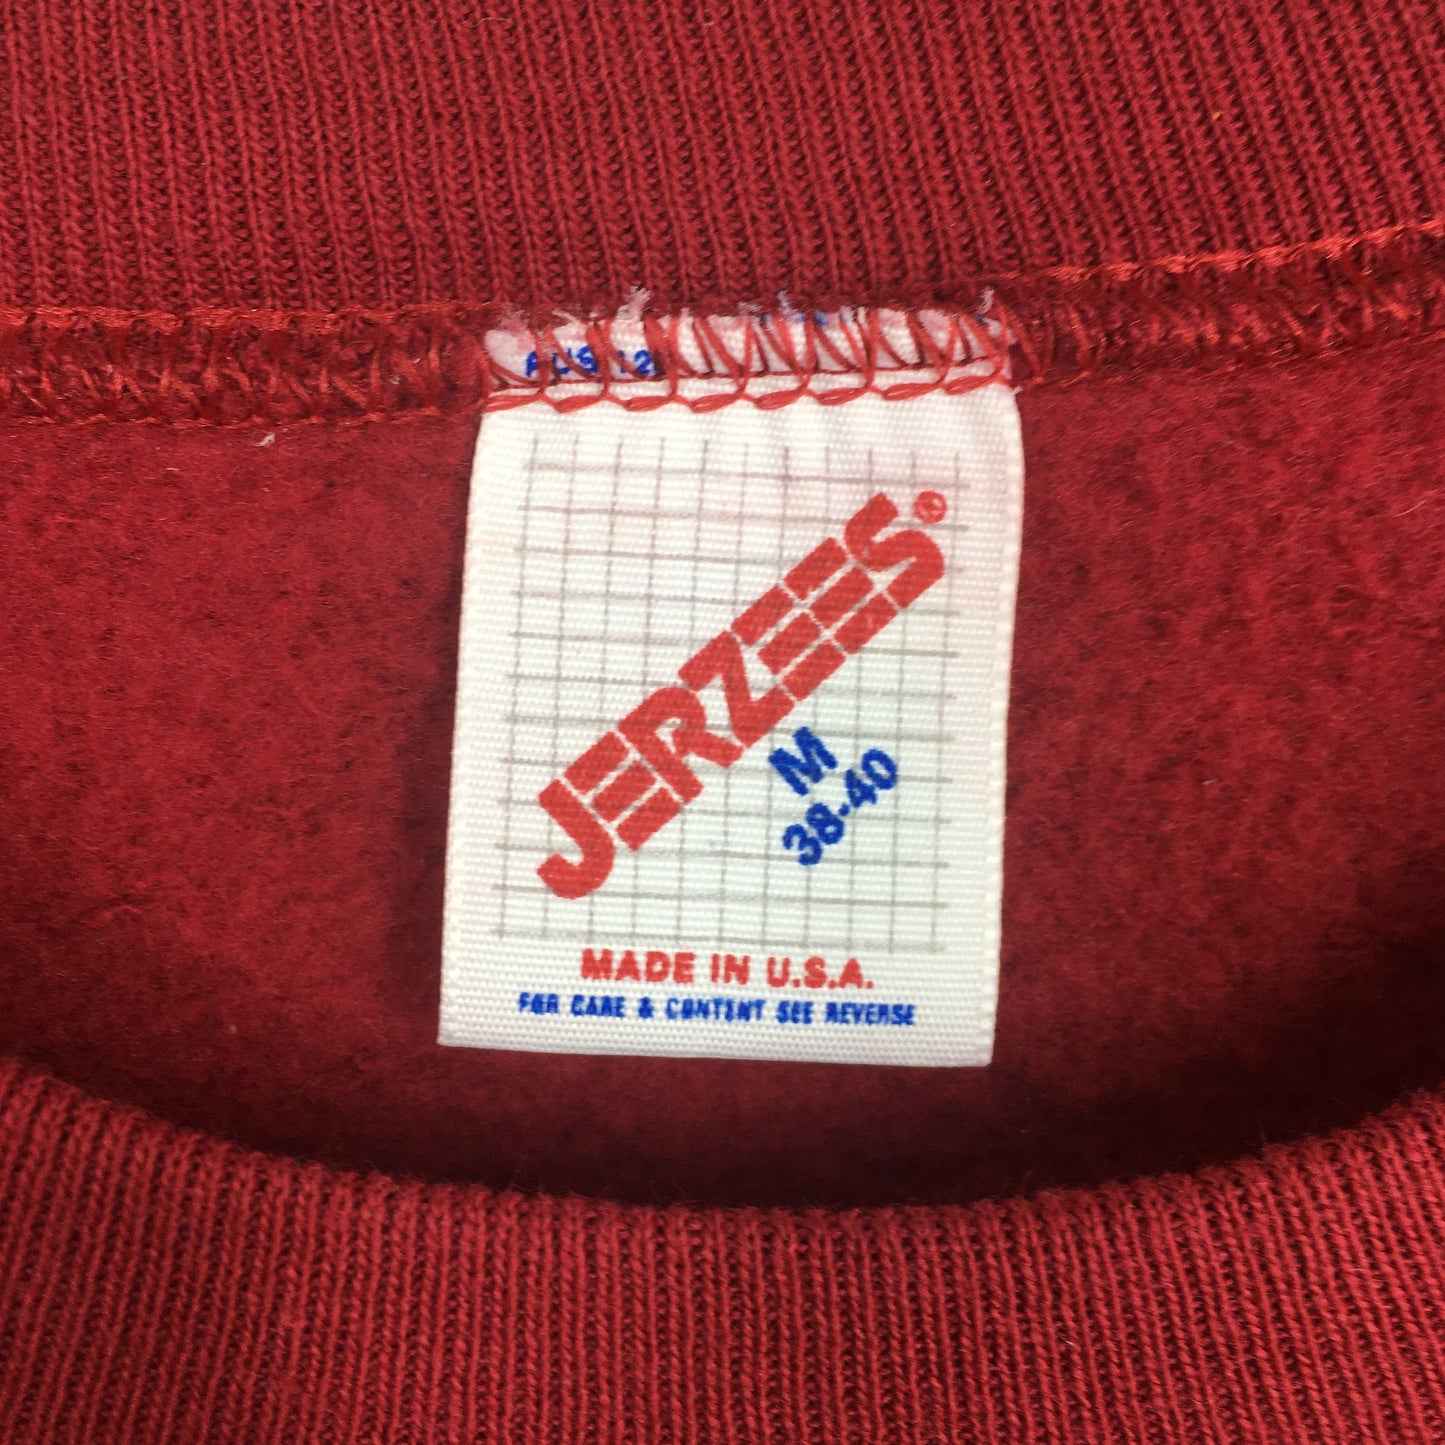 JERZEES®
M
38-40
MADE IN U.S.A.
FOR CARE & CONTENT SEE REVERSE